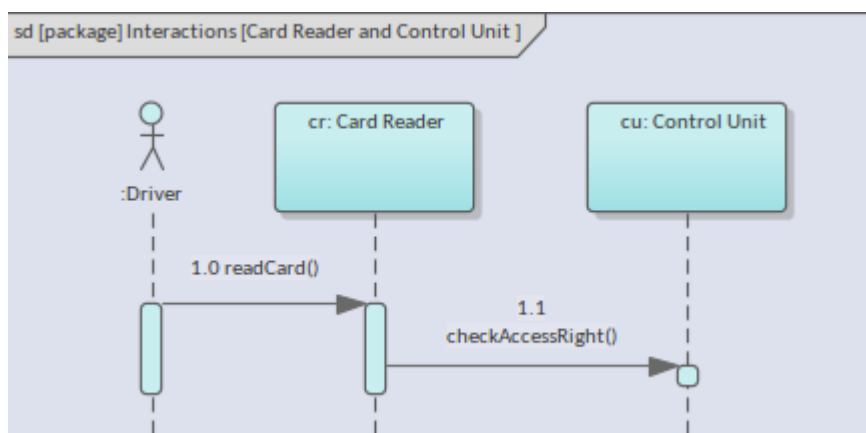 sd [package] Interactions [Card Reader and Control Unit ]
cr: Card Reader
cu: Control Unit
:Driver
1.0 readCard()
1.1
checkAccessRight()